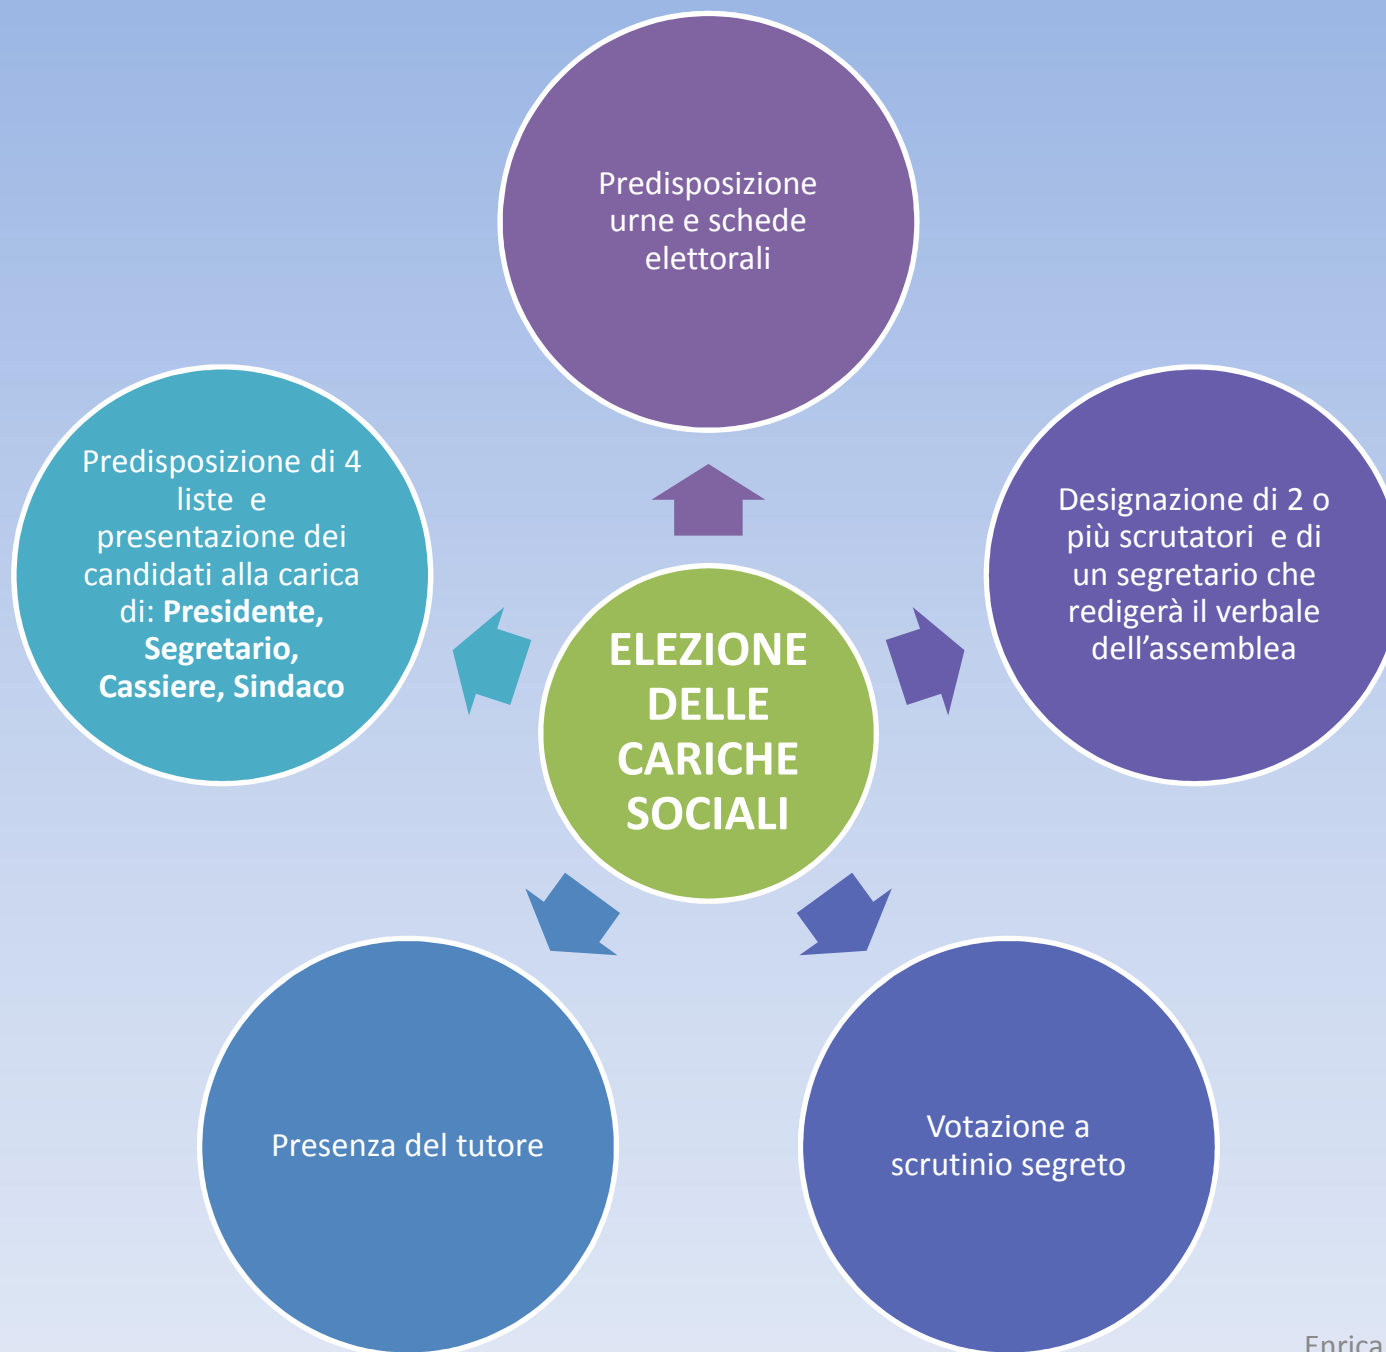 Predisposizione
urne e schede
elettorali
Predisposizione di 4
liste e
presentazione dei
candidati alla carica
di: Presidente,
Segretario,
Cassiere, Sindaco
Designazione di 2 o
più scrutatori e di
un segretario che
redigerà il verbale
dell’assemblea
ELEZIONE
DELLE
CARICHE
SOCIALI
Presenza del tutore
Votazione a
scrutinio segreto
Enrica